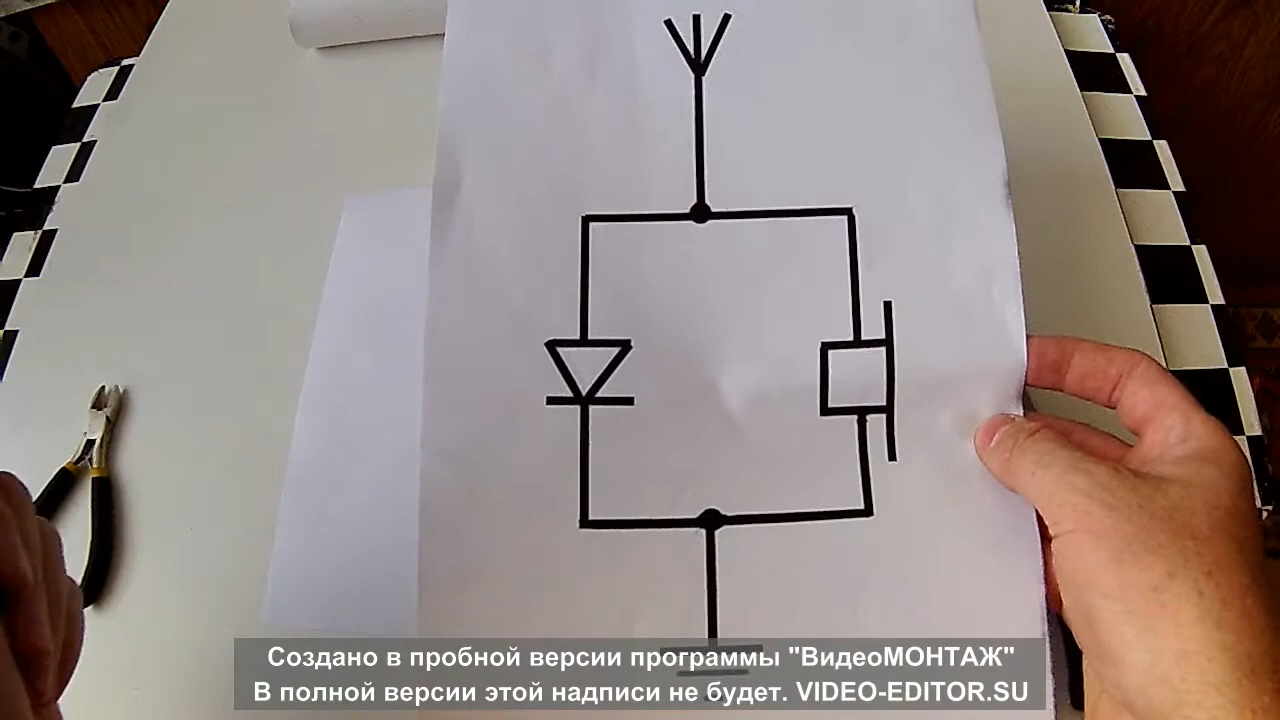 Создано в пробной версии программы "ВидеоМОНТАЖ"
В полной версии этой надписи не будет. VIDEO-EDITOR.SU